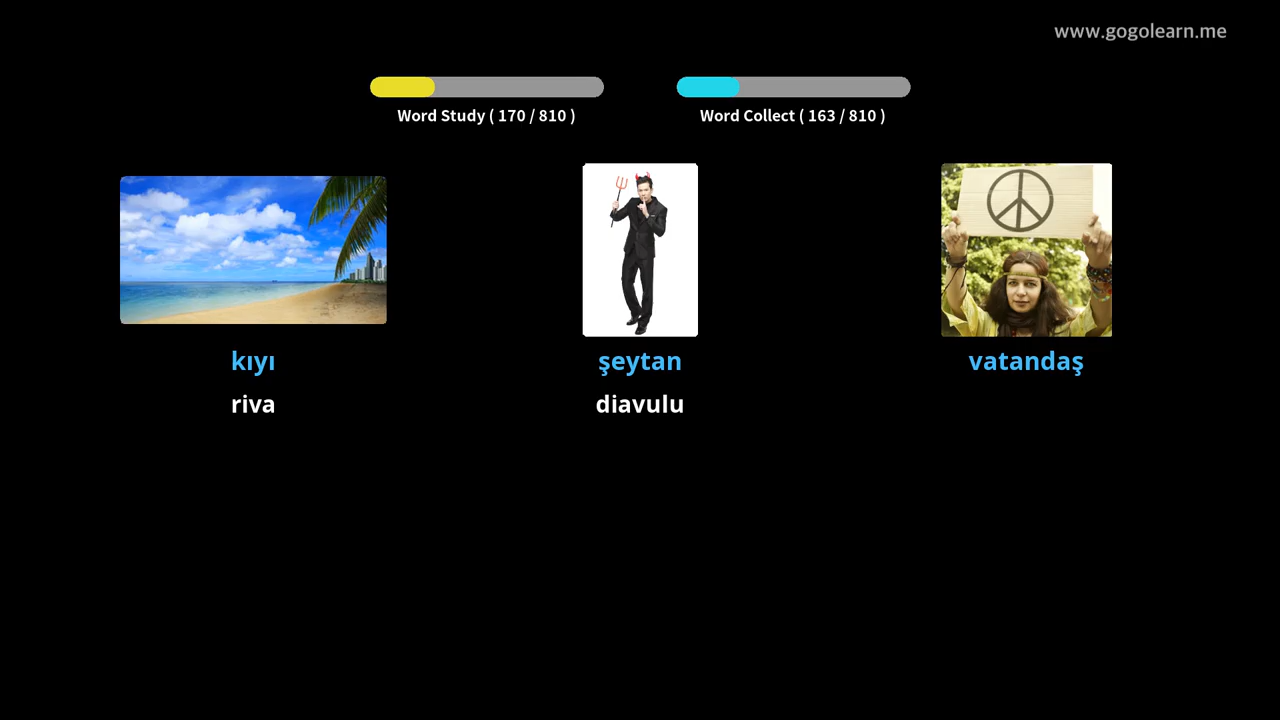 www.gogolearn.me
Word Study ( 170 / 810 )
Word Collect ( 163 / 810 )
kıyı
şeytan
vatandaş
riva
diavulu